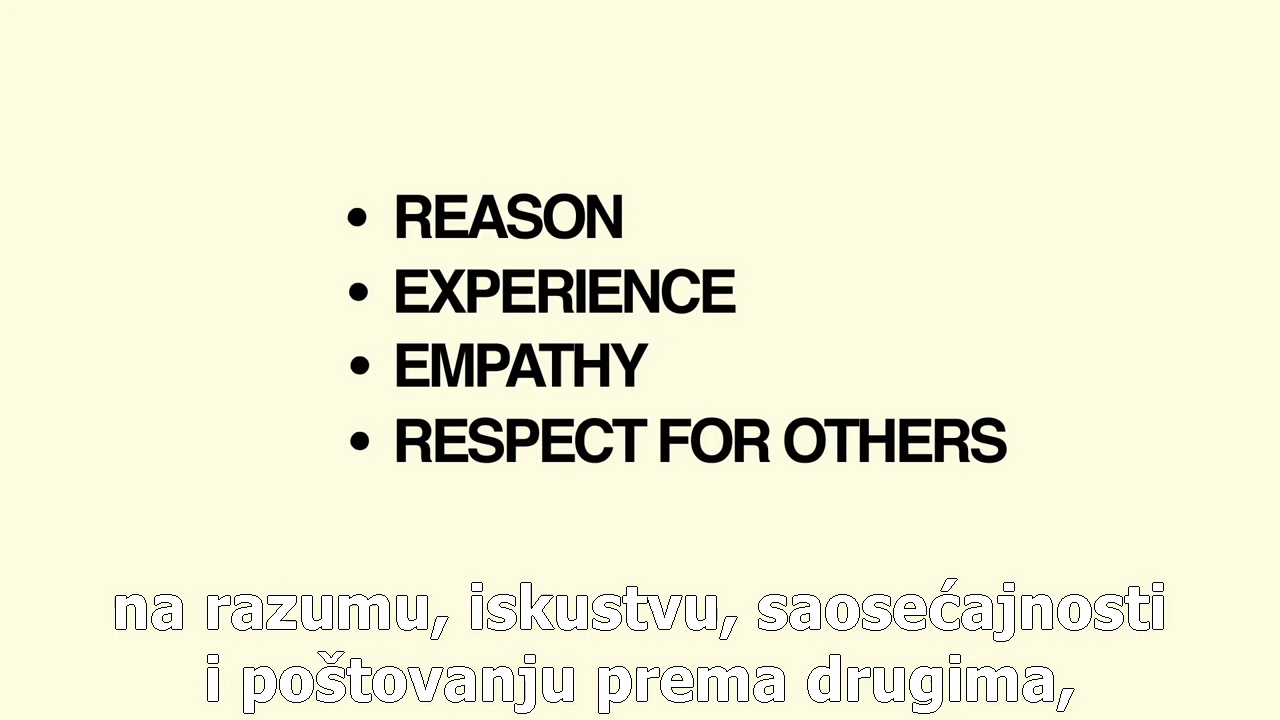 • REASON
• EXPERIENCE
• EMPATHY
• RESPECT FOR OTHERS
na razumu, iskustvu, saosećajnosti
i poštovanju prema drugima,